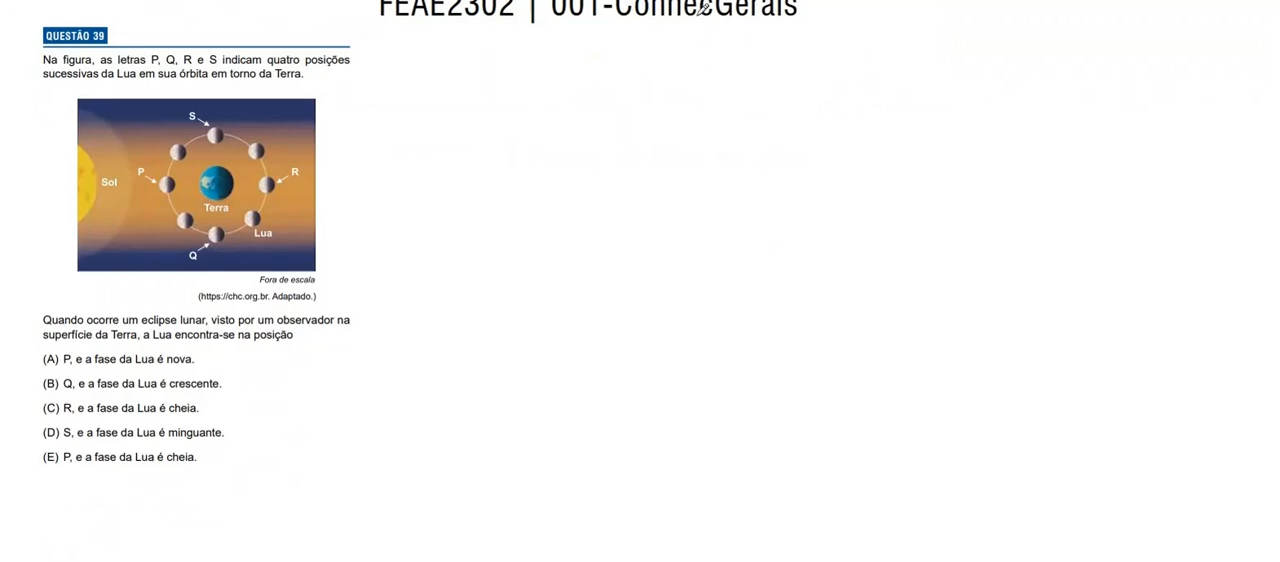 FEAE2302 | 001-ConhecGerais
QUESTÃO 39
Na figura, as letras P, Q, R e S indicam quatro posições
sucessivas da Lua em sua órbita em torno da Terra.
S
P
R
Sol
Terra
Lua
Q
Fora de escala
(https://chc.org.br. Adaptado.)
Quando ocorre um eclipse lunar, visto por um observador na
superfície da Terra, a Lua encontra-se na posição
(A) P, e a fase da Lua é nova.
(B) Q, e a fase da Lua é crescente.
(C) R, e a fase da Lua é cheia.
(D) S, e a fase da Lua é minguante.
(E) P, e a fase da Lua é cheia.